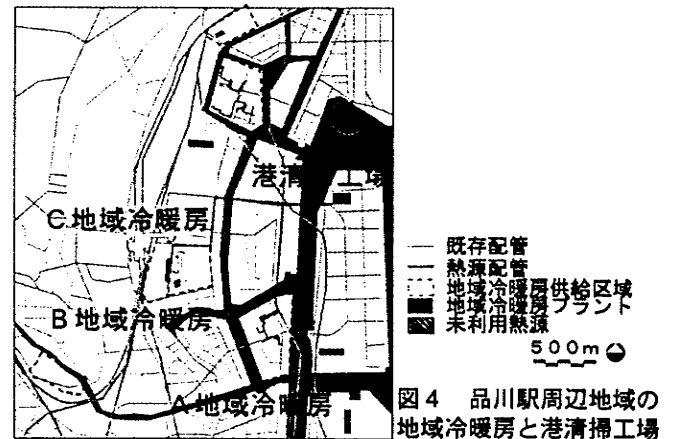 港清 工場
C地域冷暖房
B地域冷暖房
A地域冷暖房
既存配管
熱源配管
地域冷暖房供給区域
地域冷暖房プラント
未利用熱源
500m
図4 品川駅周辺地域の
地域冷暖房と港清掃工場